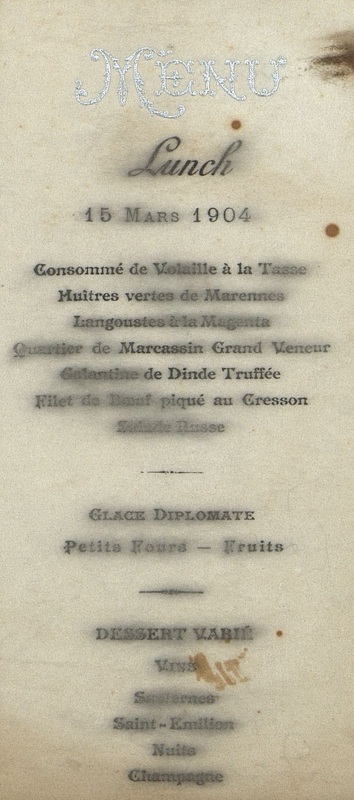 MENU
Lunch
15 MARS 1904
Consommé de Volaille à la Tasse
Huîtres vertes de Marennes
Langoustes à la Magenta
Quartier de Marcassin Grand Veneur
Galantine de Dinde Truffée
Filet de Bœuf piqué au Cresson
Salade Russe
GLACE DIPLOMATE
Petits Fours — Fruits
DESSERT VARIÉ
VINS
Sauternes
Saint-Emilion
Nuits
Champagne